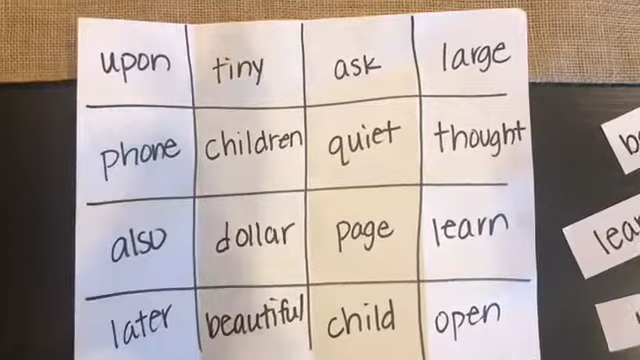 upon tiny ask large
phone children quiet thought
also dollar page learn
later beautiful child open